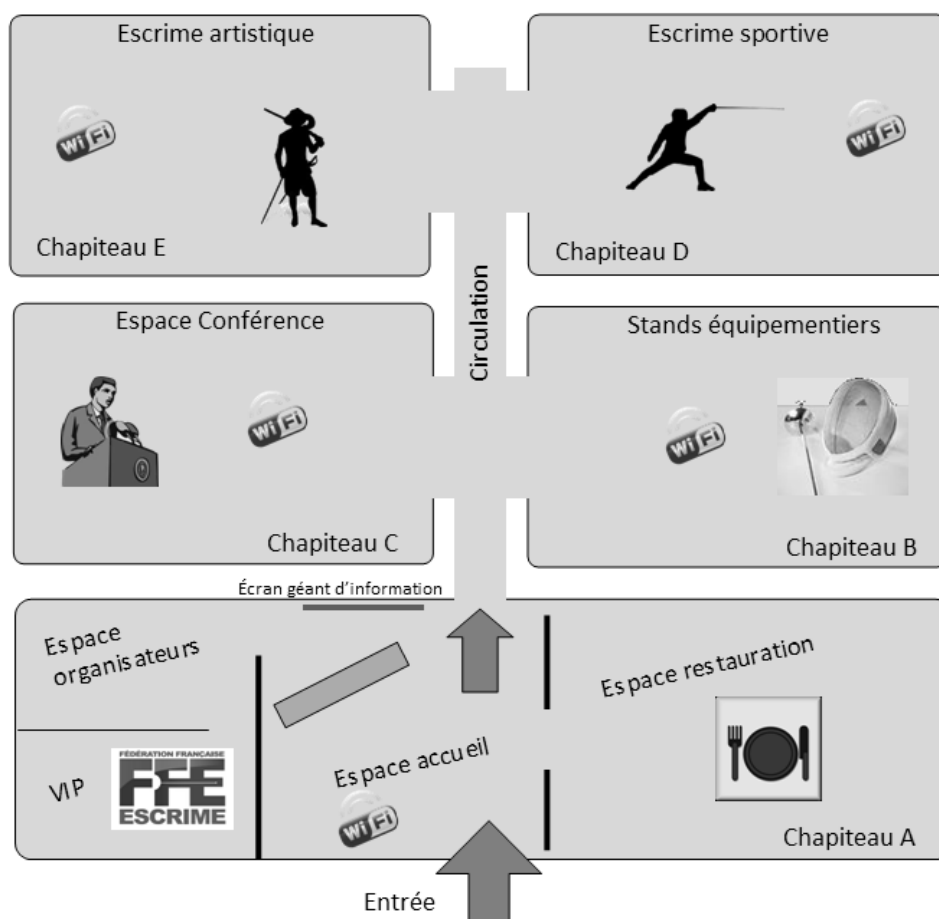 Escrime artistique
Escrime sportive
WiFi
WiFi
Chapiteau E
Chapiteau D
Circulation
Espace Conférence
Stands équipementiers
WiFi
WiFi
Chapiteau C
Chapiteau B
Écran géant d'information
Espace
organisateurs
Espace restauration
VIP
FÉDÉRATION FRANÇAISE
FFE
ESCRIME
Espace accueil
WiFi
Chapiteau A
Entrée